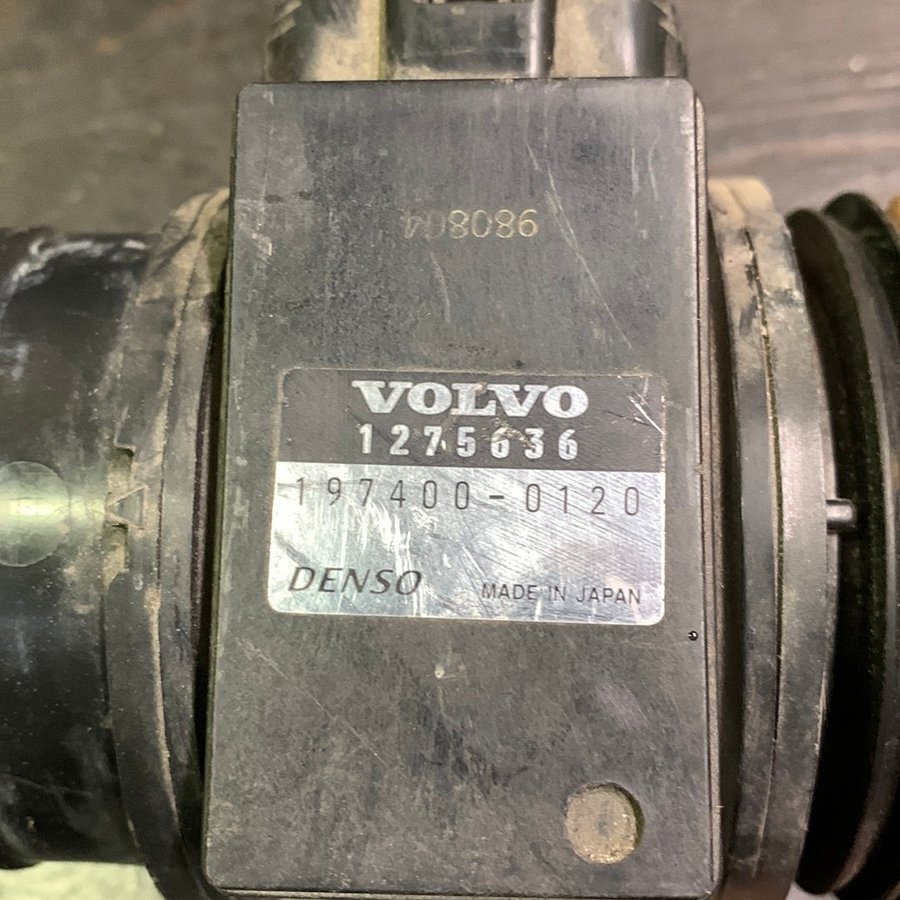 980804
VOLVO
1275636
197400-0120
DENSO MADE IN JAPAN